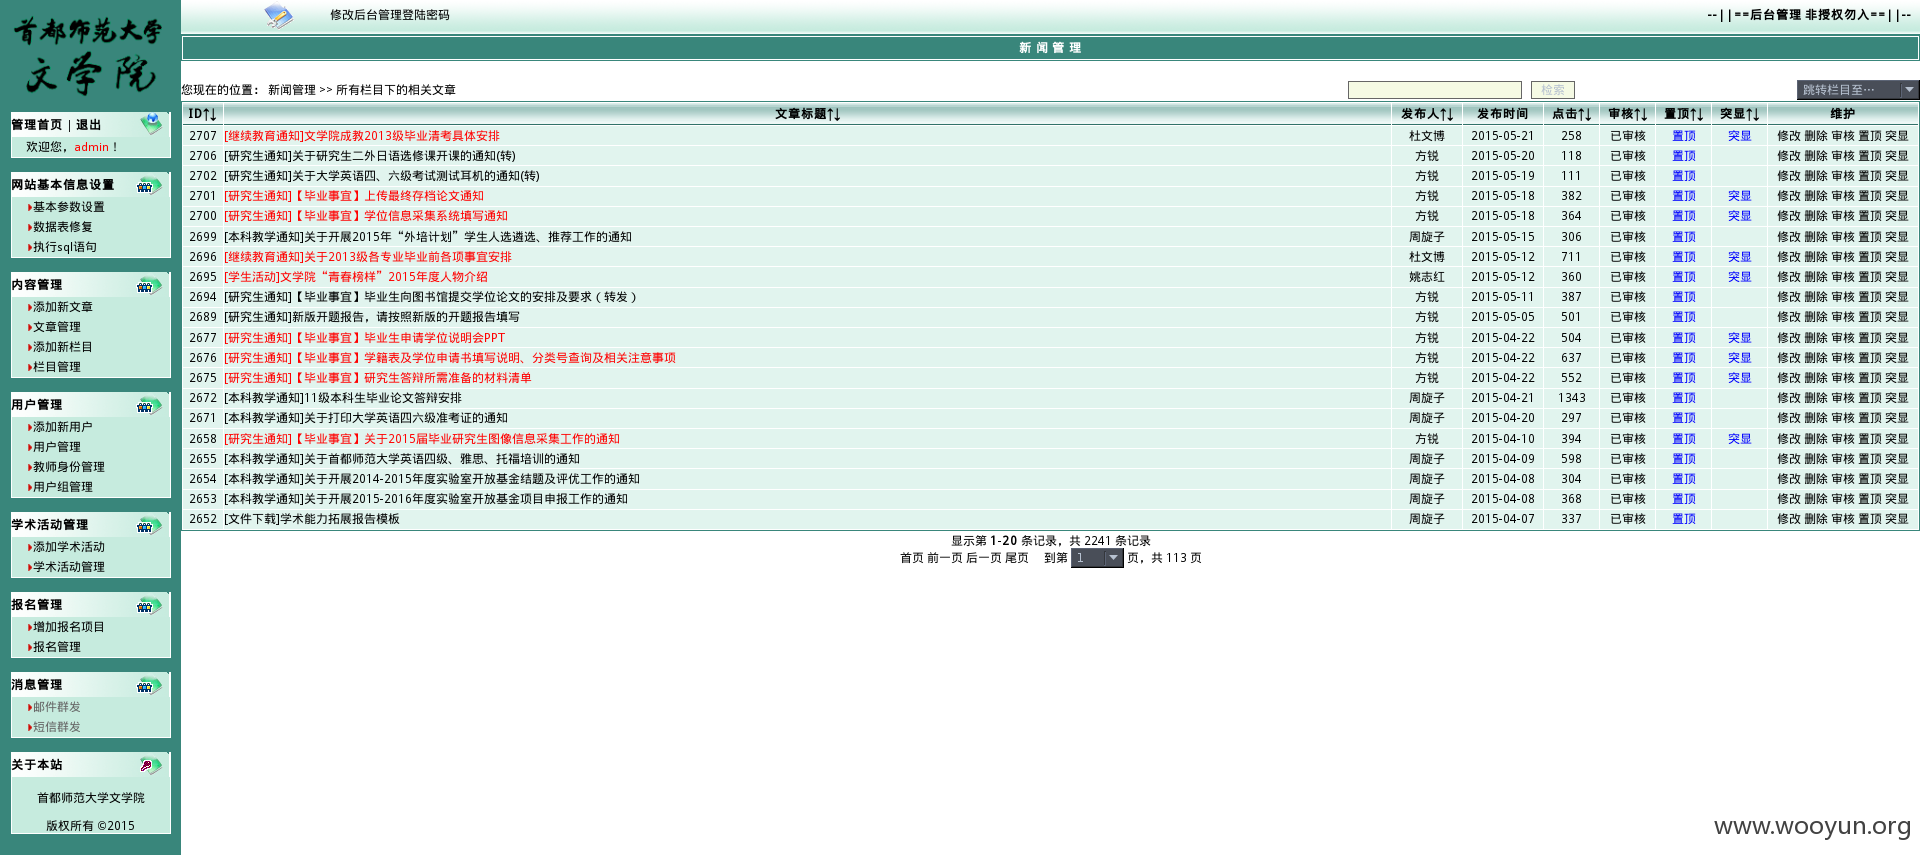 首都师范大学
文学院
修改后台管理登陆密码
--||==后台管理 非授权勿入==||--
新 闻 管 理
管理首页 | 退出
欢迎您，admin！
网站基本信息设置
基本参数设置
数据表修复
执行sql语句
内容管理
添加新文章
文章管理
添加新栏目
栏目管理
用户管理
添加新用户
用户管理
教师身份管理
用户组管理
学术活动管理
添加学术活动
学术活动管理
报名管理
增加报名项目
报名管理
消息管理
邮件群发
短信群发
关于本站
首都师范大学文学院
版权所有 ©2015
您现在的位置： 新闻管理 >> 所有栏目下的相关文章 检索 跳转栏目至…
ID↑↓ 文章标题↑↓ 发布人↑↓ 发布时间 点击↑↓ 审核↑↓ 置顶↑↓ 突显↑↓ 维护
2707 [继续教育通知]文学院成教2013级毕业清考具体安排 杜文博 2015-05-21 258 已审核 置顶 突显 修改 删除 审核 置顶 突显
2706 [研究生通知]关于研究生二外日语选修课开课的通知(转) 方锐 2015-05-20 118 已审核 置顶 修改 删除 审核 置顶 突显
2702 [研究生通知]关于大学英语四、六级考试测试耳机的通知(转) 方锐 2015-05-19 111 已审核 置顶 修改 删除 审核 置顶 突显
2701 [研究生通知]【毕业事宜】上传最终存档论文通知 方锐 2015-05-18 382 已审核 置顶 突显 修改 删除 审核 置顶 突显
2700 [研究生通知]【毕业事宜】学位信息采集系统填写通知 方锐 2015-05-18 364 已审核 置顶 突显 修改 删除 审核 置顶 突显
2699 [本科教学通知]关于开展2015年“外培计划”学生人选遴选、推荐工作的通知 周旋子 2015-05-15 306 已审核 置顶 修改 删除 审核 置顶 突显
2696 [继续教育通知]关于2013级各专业毕业前各项事宜安排 杜文博 2015-05-12 711 已审核 置顶 突显 修改 删除 审核 置顶 突显
2695 [学生活动]文学院“青春榜样”2015年度人物介绍 姚志红 2015-05-12 360 已审核 置顶 突显 修改 删除 审核 置顶 突显
2694 [研究生通知]【毕业事宜】毕业生向图书馆提交学位论文的安排及要求（转发） 方锐 2015-05-11 387 已审核 置顶 修改 删除 审核 置顶 突显
2689 [研究生通知]新版开题报告，请按照新版的开题报告填写 方锐 2015-05-05 501 已审核 置顶 修改 删除 审核 置顶 突显
2677 [研究生通知]【毕业事宜】毕业生申请学位说明会PPT 方锐 2015-04-22 504 已审核 置顶 突显 修改 删除 审核 置顶 突显
2676 [研究生通知]【毕业事宜】学籍表及学位申请书填写说明、分类号查询及相关注意事项 方锐 2015-04-22 637 已审核 置顶 突显 修改 删除 审核 置顶 突显
2675 [研究生通知]【毕业事宜】研究生答辩所需准备的材料清单 方锐 2015-04-22 552 已审核 置顶 突显 修改 删除 审核 置顶 突显
2672 [本科教学通知]11级本科生毕业论文答辩安排 周旋子 2015-04-21 1343 已审核 置顶 修改 删除 审核 置顶 突显
2671 [本科教学通知]关于打印大学英语四六级准考证的通知 周旋子 2015-04-20 297 已审核 置顶 修改 删除 审核 置顶 突显
2658 [研究生通知]【毕业事宜】关于2015届毕业研究生图像信息采集工作的通知 方锐 2015-04-10 394 已审核 置顶 突显 修改 删除 审核 置顶 突显
2655 [本科教学通知]关于首都师范大学英语四级、雅思、托福培训的通知 周旋子 2015-04-09 598 已审核 置顶 修改 删除 审核 置顶 突显
2654 [本科教学通知]关于开展2014-2015年度实验室开放基金结题及评优工作的通知 周旋子 2015-04-08 304 已审核 置顶 修改 删除 审核 置顶 突显
2653 [本科教学通知]关于开展2015-2016年度实验室开放基金项目申报工作的通知 周旋子 2015-04-08 368 已审核 置顶 修改 删除 审核 置顶 突显
2652 [文件下载]学术能力拓展报告模板 周旋子 2015-04-07 337 已审核 置顶 修改 删除 审核 置顶 突显
显示第 1-20 条记录，共 2241 条记录
首页 前一页 后一页 尾页 到第 1 页，共 113 页
www.wooyun.org